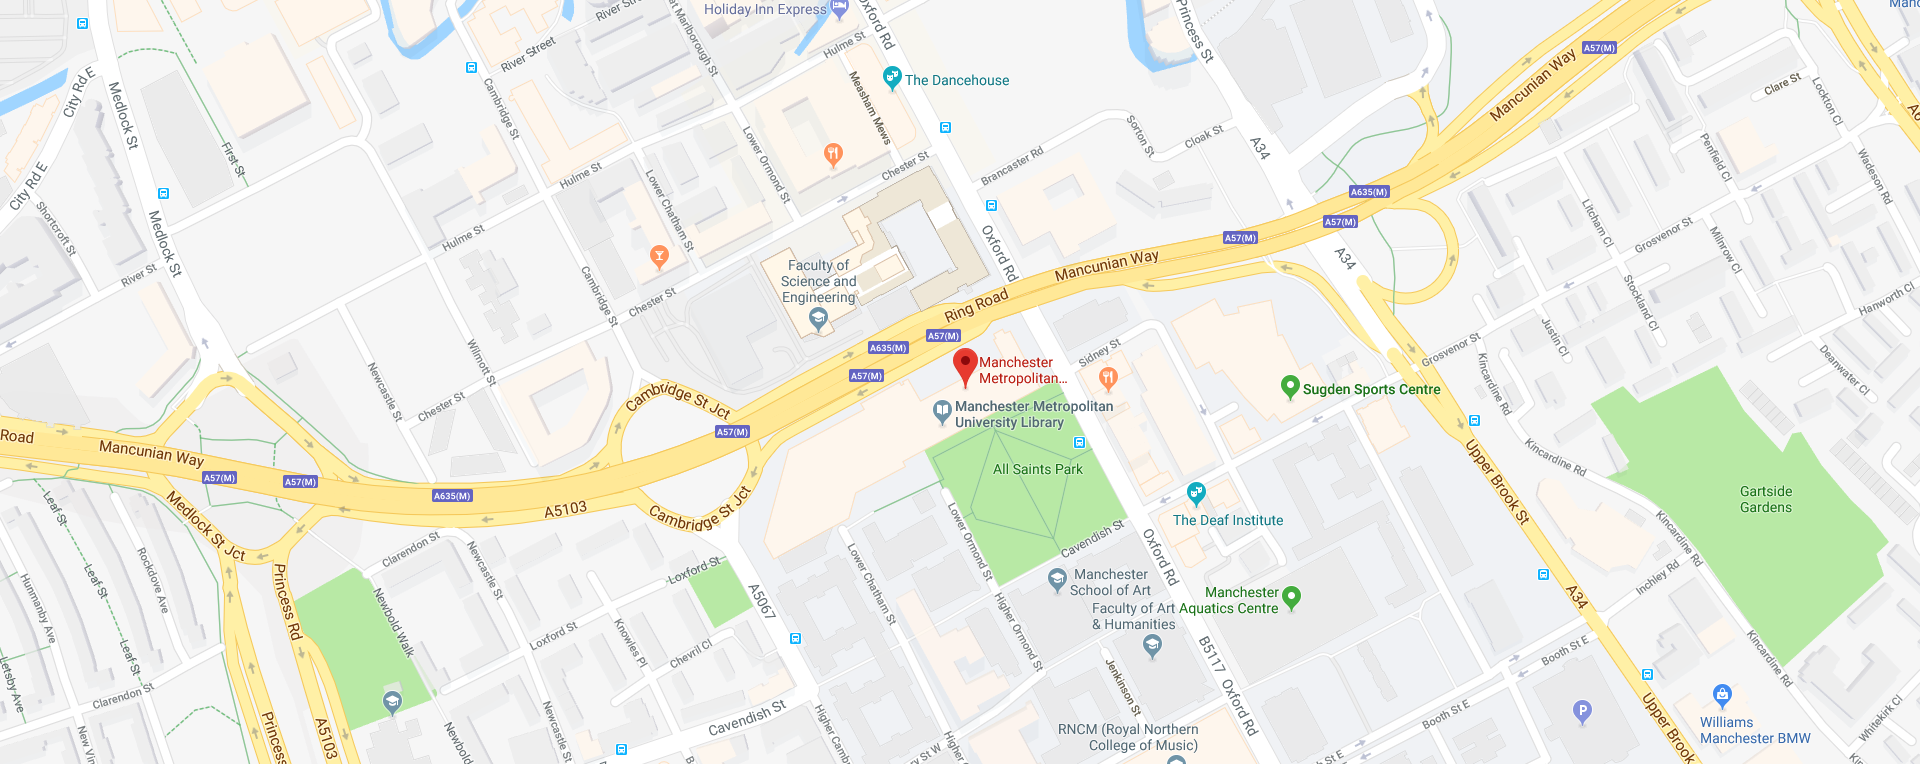 Holiday Inn Express
River Street
River Street
at Marlborough St
Hulme St
Oxford Rd
Princess St
A57(M)
Mancunian Way
The Dancehouse
Measham Mews
City Rd E
Medlock St
Cambridge St
Clare St
Lockton Cl
First St
Lower Ormond St
Chester St
Sorton St
Cloak St
A34
Penfield Cl
Wadeson Rd
Brancaster Rd
Hulme St
Lower Chatham St
City Rd E
Shortcroft St
Medlock St
Hulme St
A635(M)
A57(M)
A57(M)
Litcham Cl
Grosvenor St
Milnrow Cl
Oxford Rd
Mancunian Way
A34
River St
Cambridge St
Faculty of
Science and
Engineering
Chester St
Ring Road
Stockland Cl
Hanworth Cl
Justin Cl
A57(M)
A635(M)
A57(M)
Wilmott St
Newcastle St
Manchester
Metropolitan...
Sidney St
Grosvenor St
Kincardine Rd
Deanwater Cl
Cambridge St Jct
Chester St
Sugden Sports Centre
Manchester Metropolitan
University Library
A57(M)
Road
Mancunian Way
A57(M)
A57(M)
A635(M)
All Saints Park
Upper Brook St
Kincardine Rd
Gartside
Gardens
A5103
Cambridge St Jct
Medlock St Jct
Leaf St
Lower Ormond St
The Deaf Institute
Cavendish St
Oxford Rd
Kincardine Rd
Clarendon St
Newcastle St
Rockdove Ave
Lower Chatham St
Loxford St
A5067
Manchester
School of Art
Manchester
Aquatics Centre
Faculty of Art
& Humanities
A34
Inchley Rd
Hunmanby Ave
Leaf St
Princess Rd
Newbold Walk
Loxford St
Knowles Pl
Chevril Cl
Higher Ormond St
B5117
Oxford Rd
Booth St E
Kincardine Rd
Letsby Ave
Leaf St
Clarendon St
Jenkinson St
Booth St E
Upper Brook
Williams
Manchester BMW
P
Whitekirk Cl
Princess
A5103
Newbold
Newcastle St
Cavendish St
Higher Cambr
Higher
RNCM (Royal Northern
College of Music)
New Vin